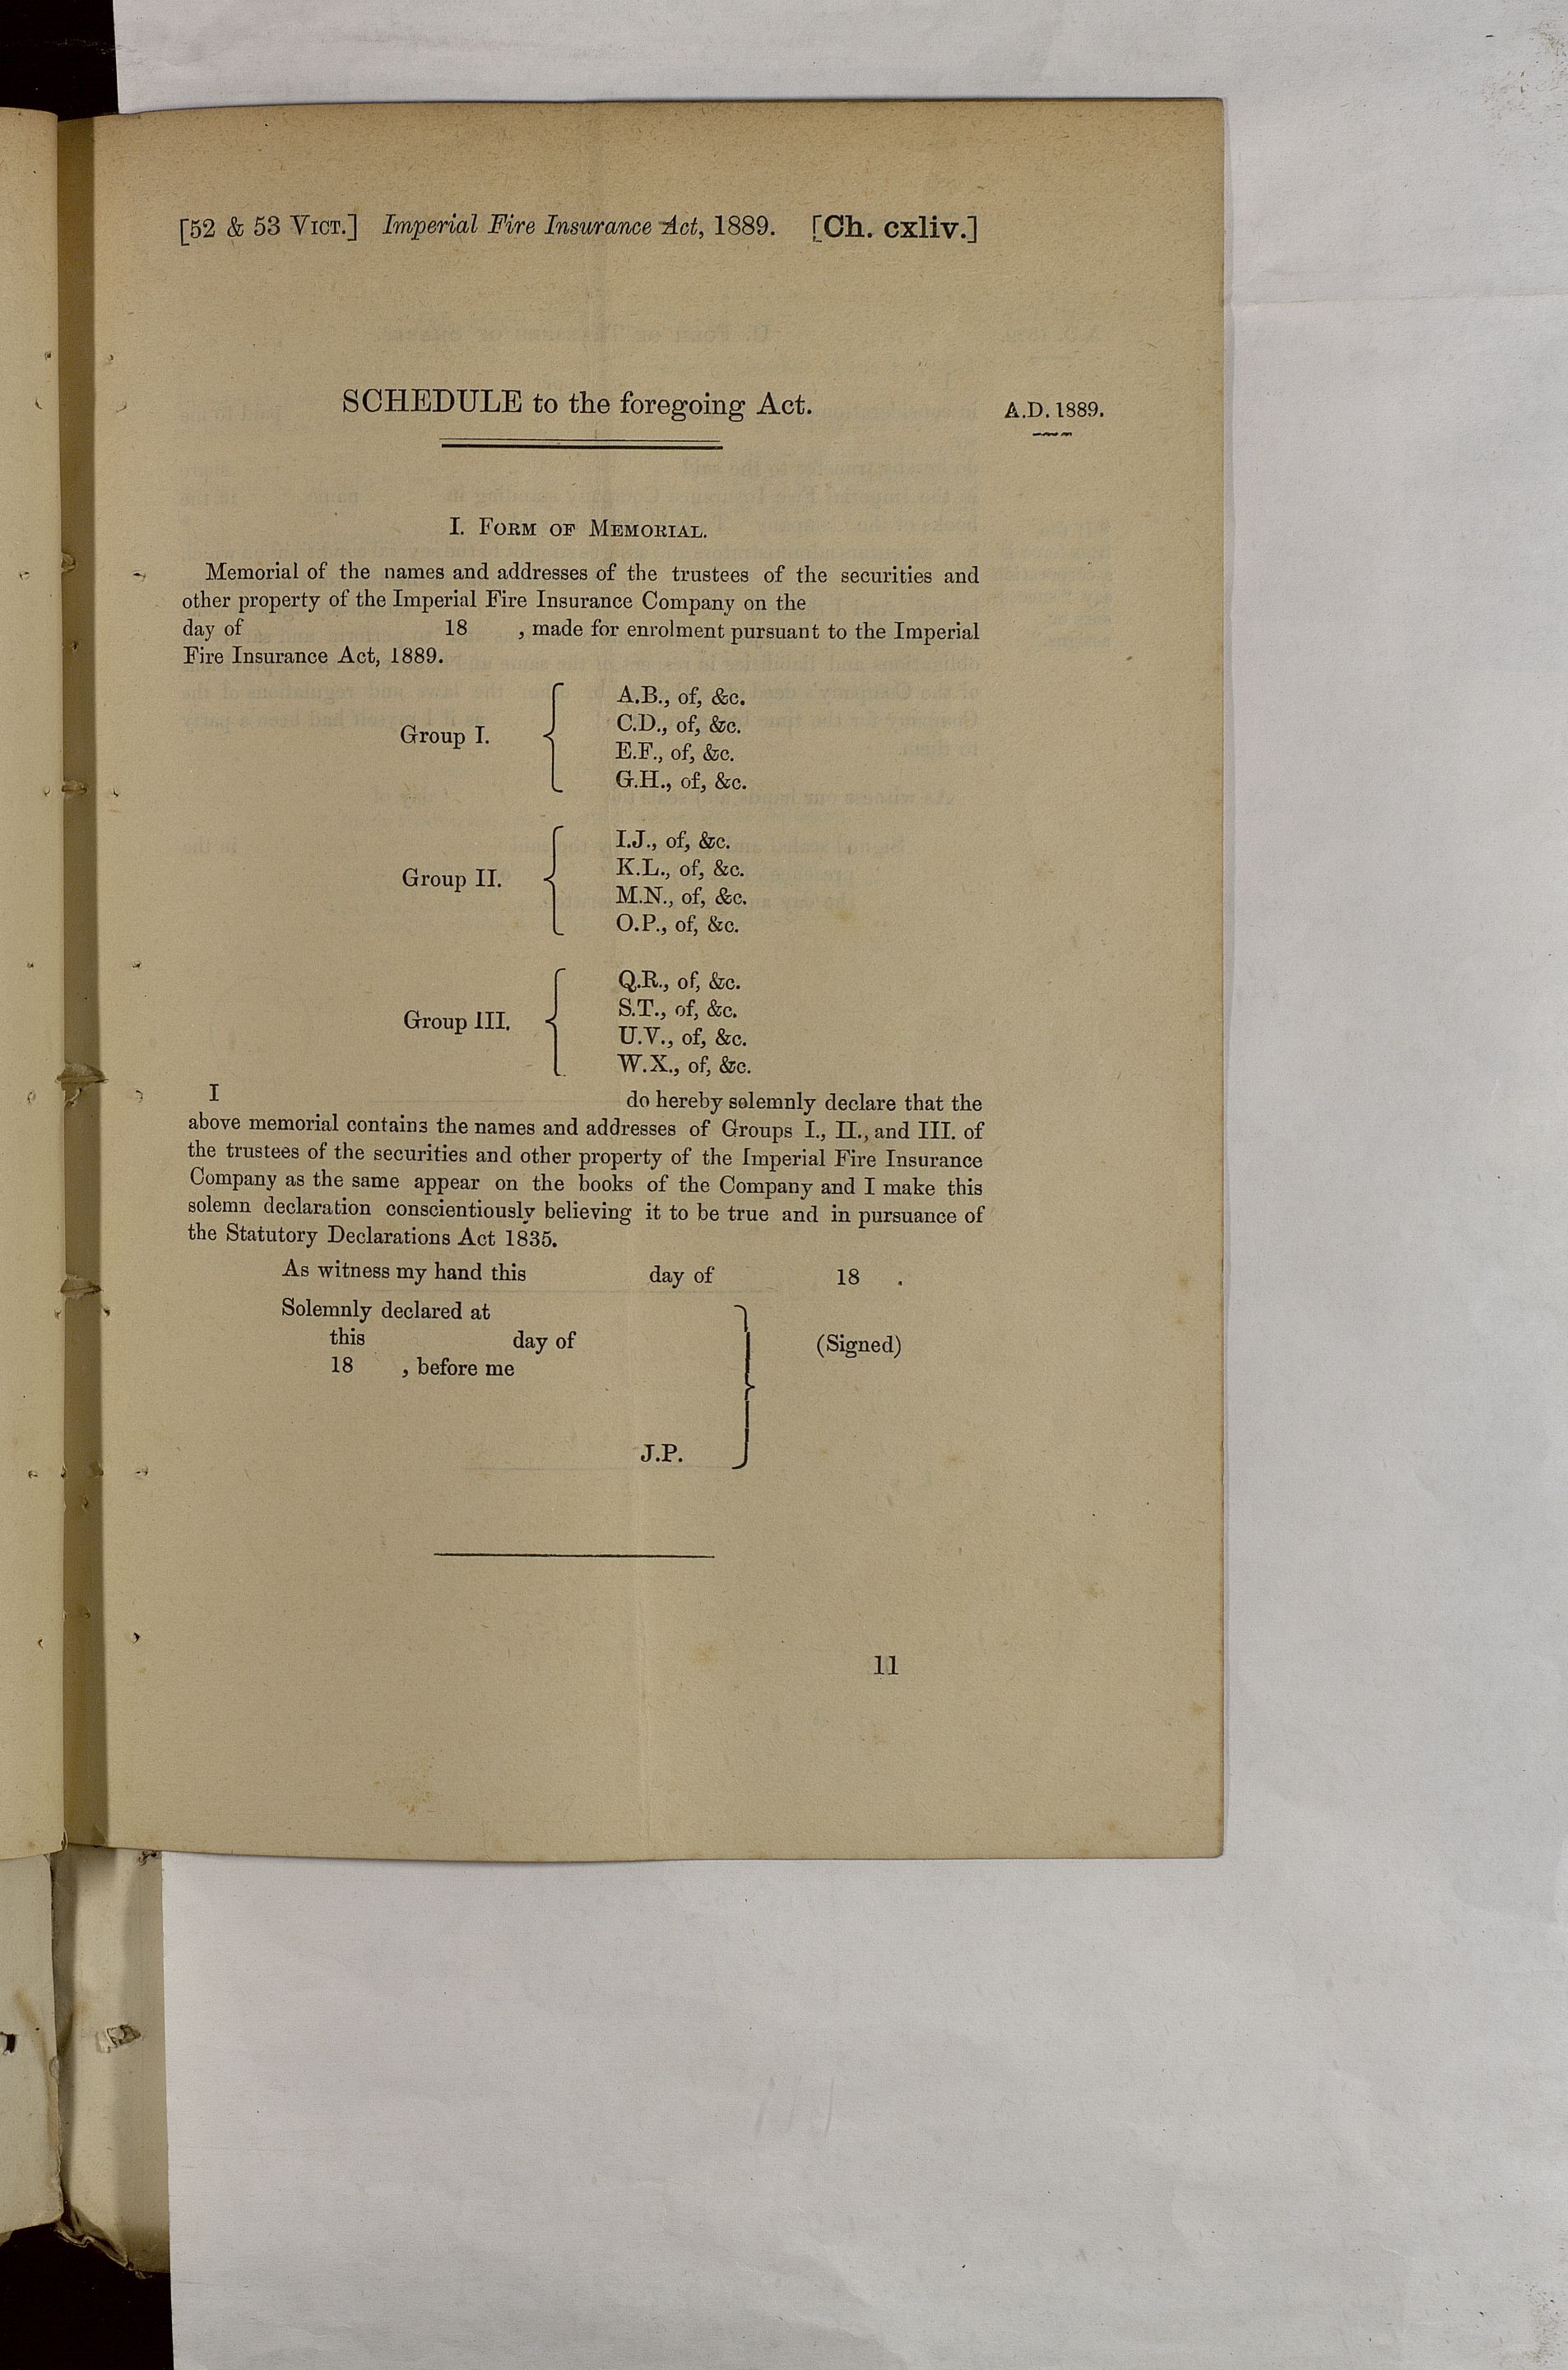 [52 & 53 VICT.] Imperial Fire Insurance Act, 1889. [Ch. cxliv.]
SCHEDULE to the foregoing Act.
A.D. 1889.
I. FORM OF MEMORIAL.
Memorial of the names and addresses of the trustees of the securities and
other property of the Imperial Fire Insurance Company on the
day of 18 , made for enrolment pursuant to the Imperial
Fire Insurance Act, 1889.
Group I.
A.B., of, &c.
C.D., of, &c.
E.F., of, &c.
G.H., of, &c.
Group II.
I.J., of, &c.
K.L., of, &c.
M.N., of, &c.
O.P., of, &c.
Group III.
Q.R., of, &c.
S.T., of, &c.
U.V., of, &c.
W.X., of, &c.
I do hereby solemnly declare that the
above memorial contains the names and addresses of Groups I., II., and III. of
the trustees of the securities and other property of the Imperial Fire Insurance
Company as the same appear on the books of the Company and I make this
solemn declaration conscientiously believing it to be true and in pursuance of
the Statutory Declarations Act 1835.
As witness my hand this day of 18 .
Solemnly declared at
this day of
18 , before me
J.P.
(Signed)
11